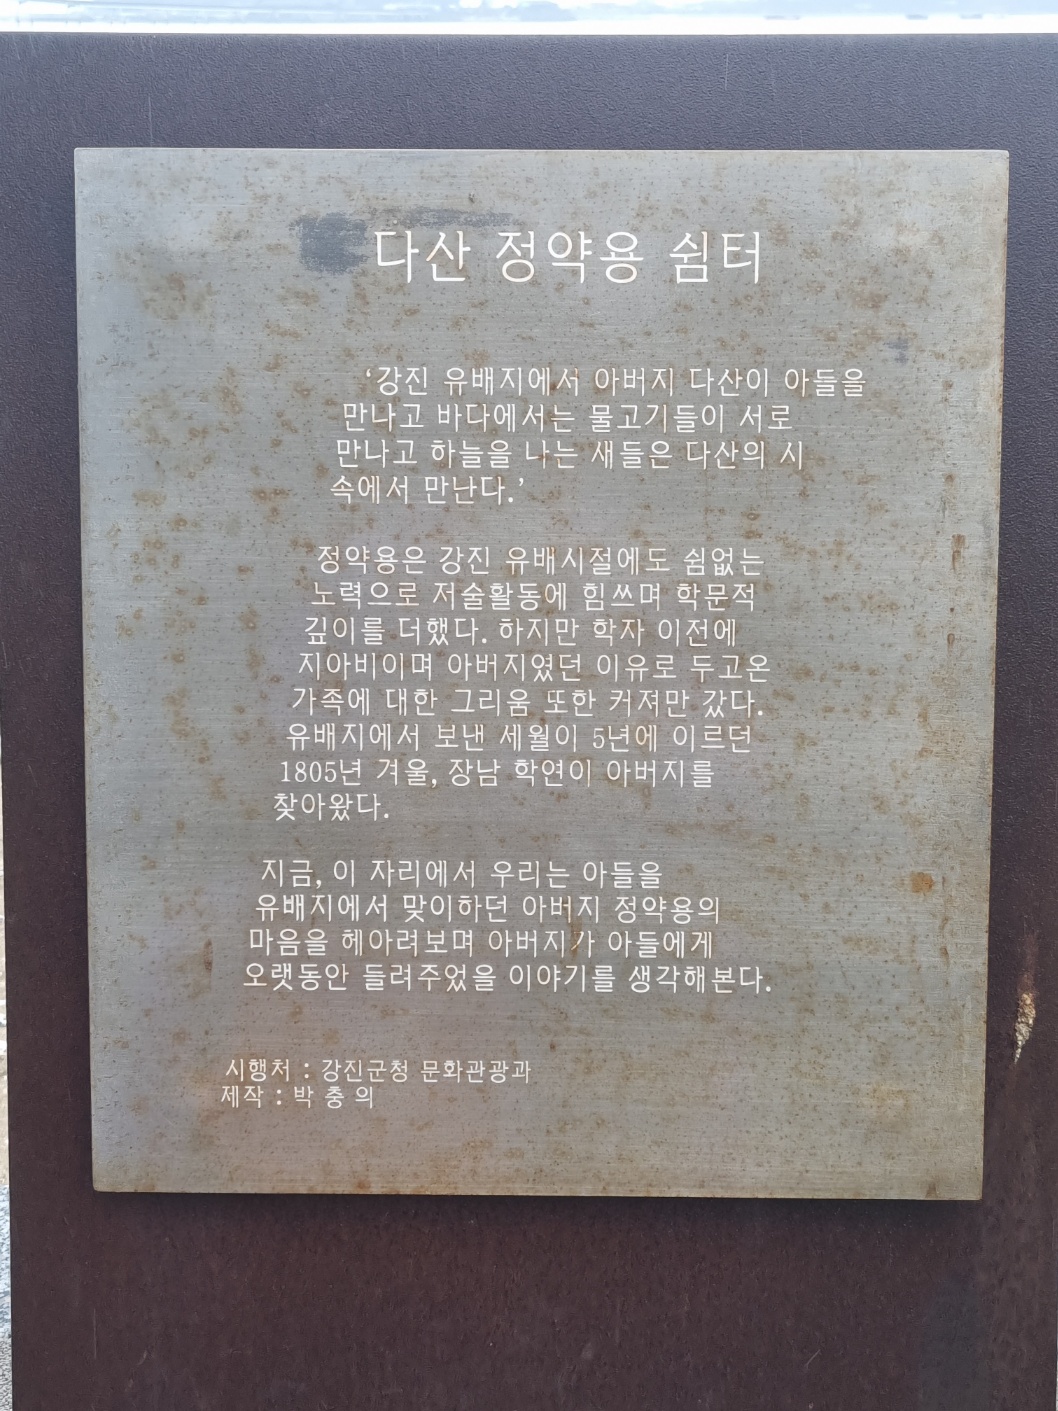 다산 정약용 쉼터
‘강진 유배지에서 아버지 다산이 아들을
만나고 바다에서는 물고기들이 서로
만나고 하늘을 나는 새들은 다산의 시
속에서 만난다.’
정약용은 강진 유배시절에도 쉼없는
노력으로 저술활동에 힘쓰며 학문적
깊이를 더했다. 하지만 학자 이전에
지아비이며 아버지였던 이유로 두고온
가족에 대한 그리움 또한 커져만 갔다.
유배지에서 보낸 세월이 5년에 이르던
1805년 겨울, 장남 학연이 아버지를
찾아왔다.
지금, 이 자리에서 우리는 아들을
유배지에서 맞이하던 아버지 정약용의
마음을 헤아려보며 아버지가 아들에게
오랫동안 들려주었을 이야기를 생각해본다.
시행처 : 강진군청 문화관광과
제작 : 박 충 의